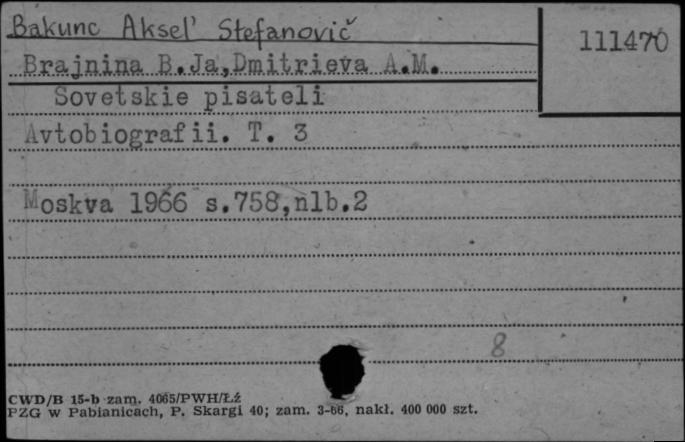 Bakunc Aksel' Stefanovič
111470
Brajnina B.Ja,Dmitrieva A.M.
Sovetskie pisateli
Avtobiografii. T. 3
Moskva 1966 s.758,nlb.2
8
CWD/B 15-b zam. 4065/PWH/Łź
PZG w Pabianicach, P. Skargi 40; zam. 3-66, nakł. 400 000 szt.